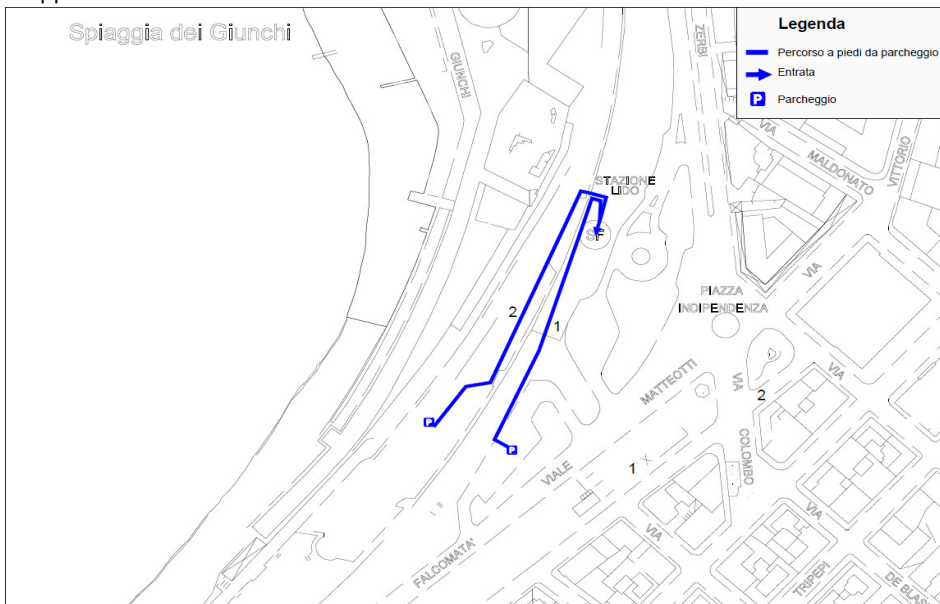 Spiaggia dei Giunchi
Legenda
Percorso a piedi da parcheggio
Entrata
P Parcheggio
GIUNCHI
ZERBI
VIA
MALDONATO
VITTORIO
STAZIONE
LIDO
SF
VIA
PIAZZA
INDIPENDENZA
2
1
MATTEOTTI
VIA
VIA
2
P
P
COLOMBO
VIALE
1
FALCOMATA'
VIA
VIA
TRIPEPI
VIA
DE BLAS